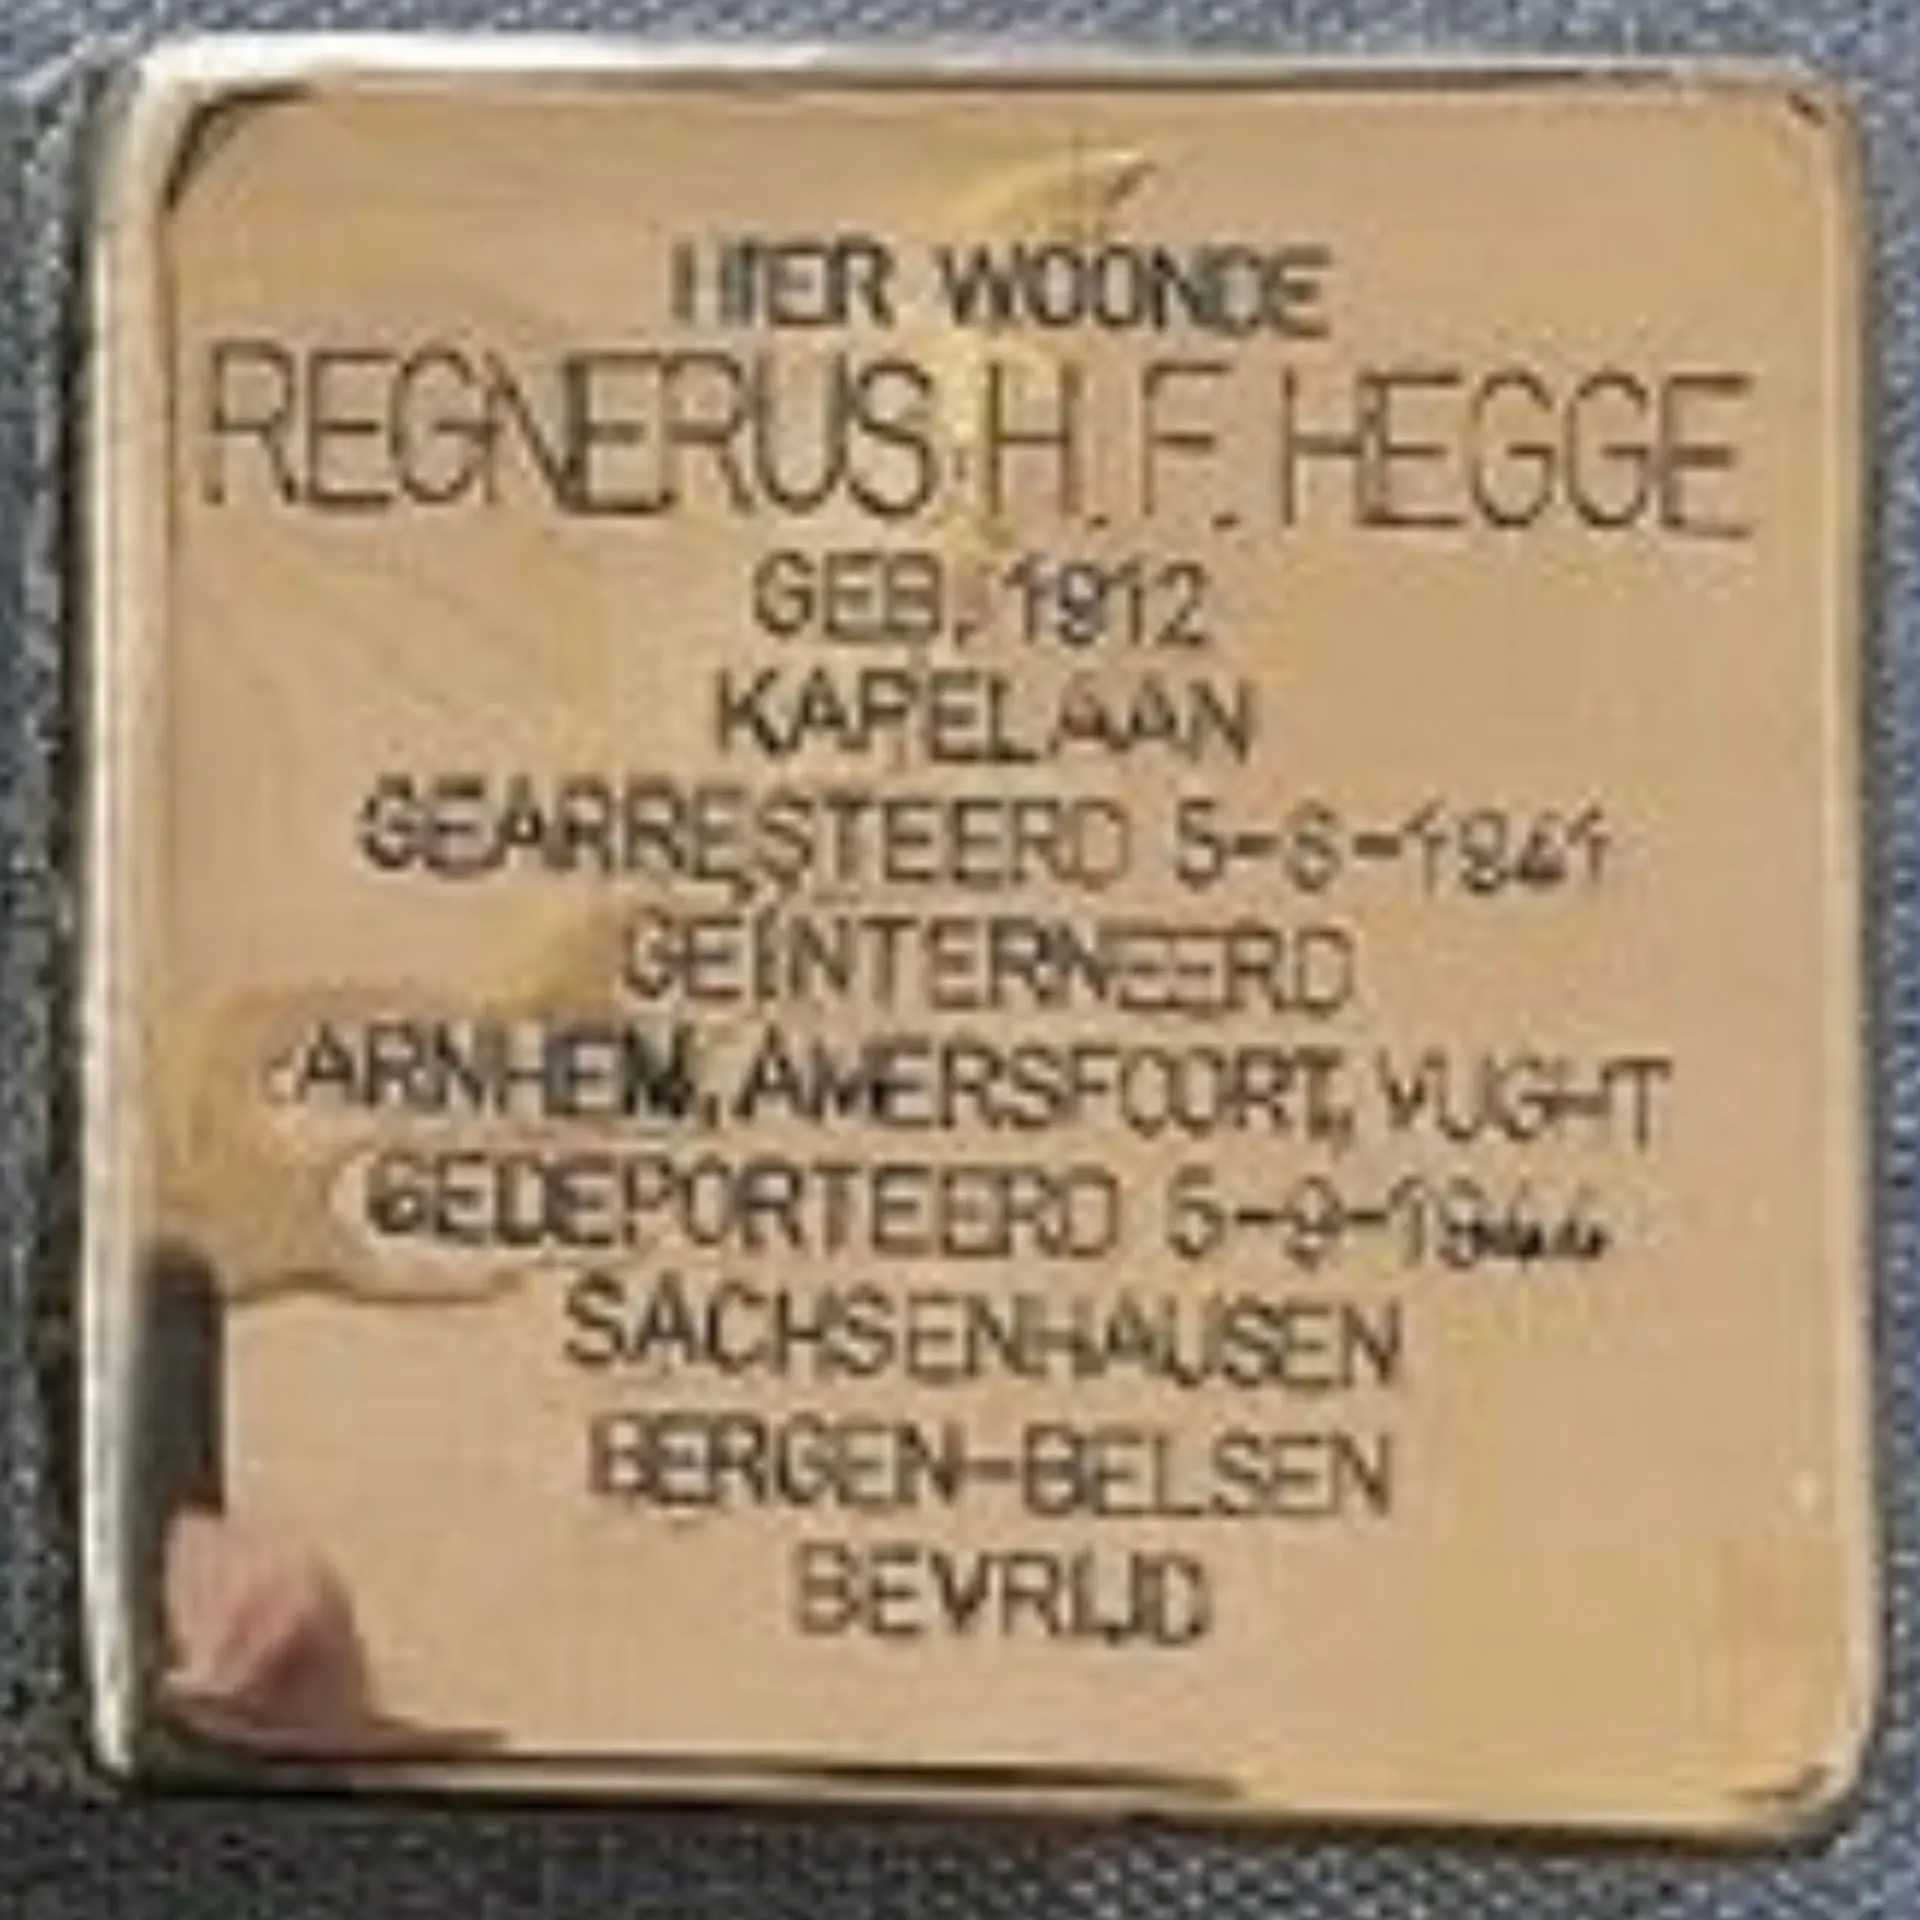 HIER WOONDE
REGNERUS H.F. HEGGE
GEB. 1912
KAPELAAN
GEARRESTEERD 5-8-1941
GEÏNTERNEERD
ARNHEM, AMERSFOORT, VUGHT
GEDEPORTEERD 5-9-1944
SACHSENHAUSEN
BERGEN-BELSEN
BEVRIJD